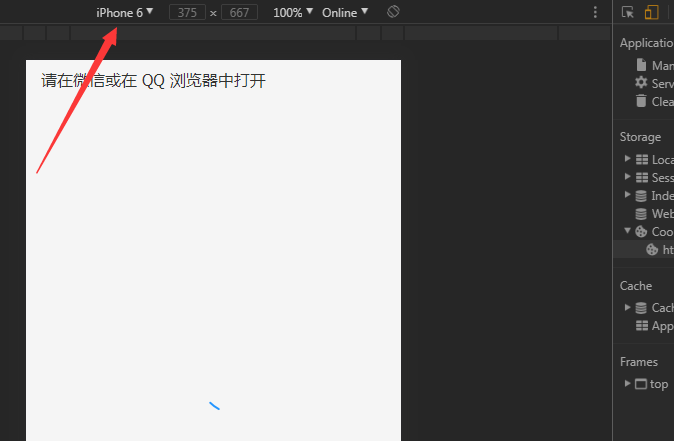 iPhone 6
375 × 667
100%
Online
请在微信或在 QQ 浏览器中打开
Applicatio
Man
Serv
Clea
Storage
Loca
Sess
Inde
Web
Coo
ht
Cache
Cach
App
Frames
top